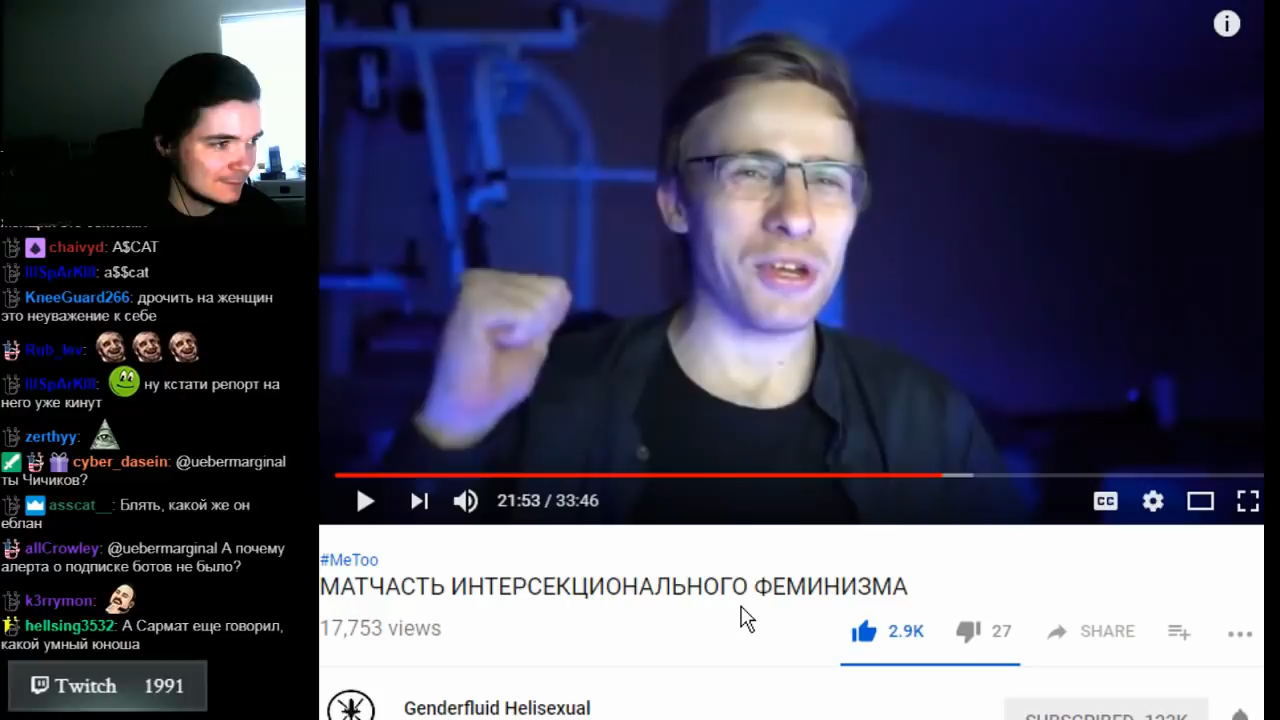 chaivyd: A$CAT
lllSpArKlll: a$$cat
KneeGuard266: дрочить на женщин
это неуважение к себе
lllSpArKlll: ну кстати репорт на
него уже кинут
zerthyy:
cyber_dasein: @uebermarginal
ты Чичиков?
asscat__: Блять, какой же он
еблан
allCrowley: @uebermarginal А почему
алерта о подписке ботов не было?
k3rrymon:
hellsing3532: А Сармат еще говорил,
какой умный юноша
Twitch 1991
21:53 / 33:46
CC
#MeToo
МАТЧАСТЬ ИНТЕРСЕКЦИОНАЛЬНОГО ФЕМИНИЗМА
17,753 views
2.9K
27
SHARE
Genderfluid Helisexual
SUBSCRIBED 123K